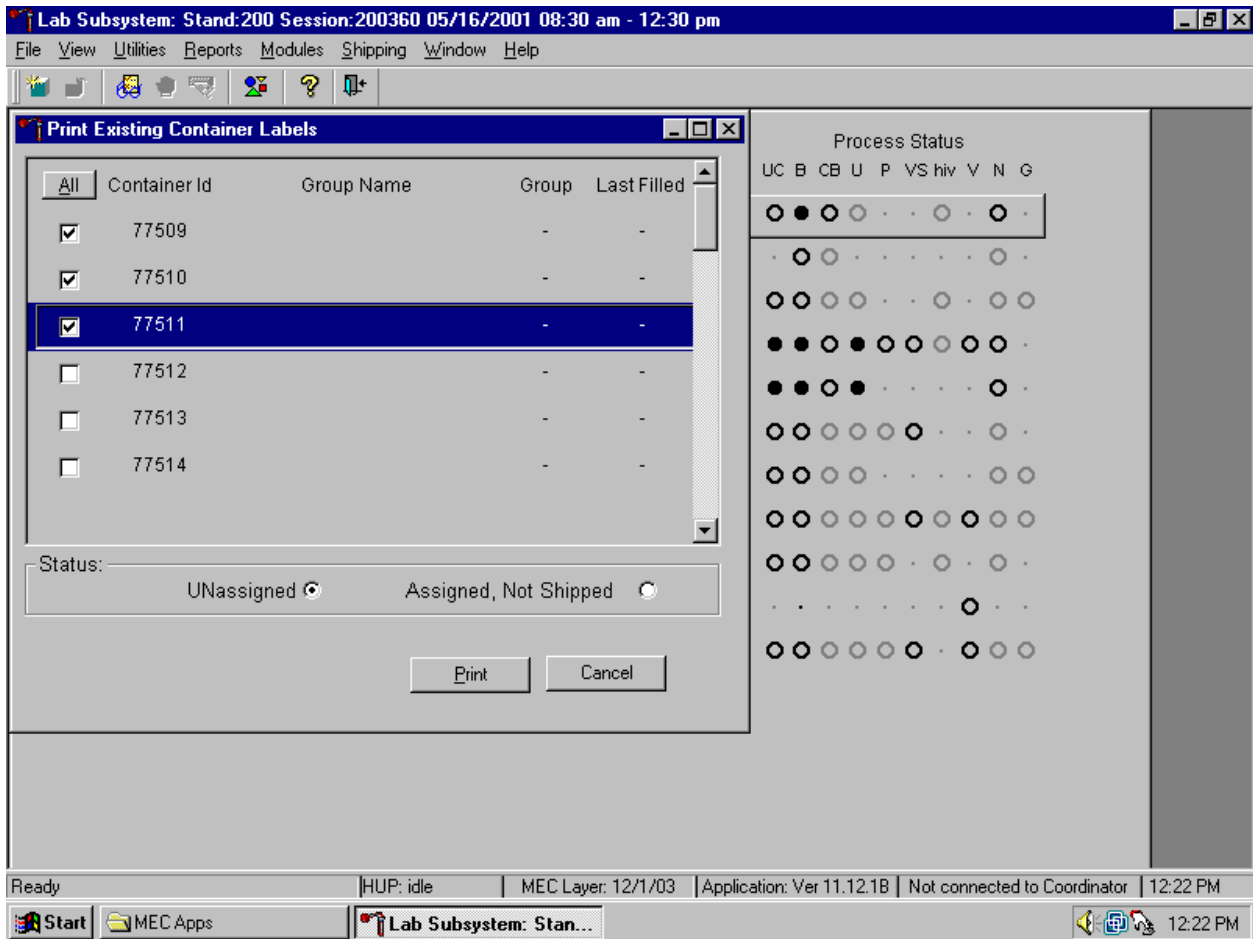 Lab Subsystem: Stand:200 Session:200360 05/16/2001 08:30 am - 12:30 pm
File View Utilities Reports Modules Shipping Window Help
Print Existing Container Labels
All Container Id Group Name Group Last Filled
77509 - -
77510 - -
77511 - -
77512 - -
77513 - -
77514 - -
Status:
UNassigned Assigned, Not Shipped
Print Cancel
Process Status
UC B CB U P VS hiv V N G
Ready HUP: idle MEC Layer: 12/1/03 Application: Ver 11.12.1B Not connected to Coordinator 12:22 PM
Start MEC Apps Lab Subsystem: Stan... 12:22 PM